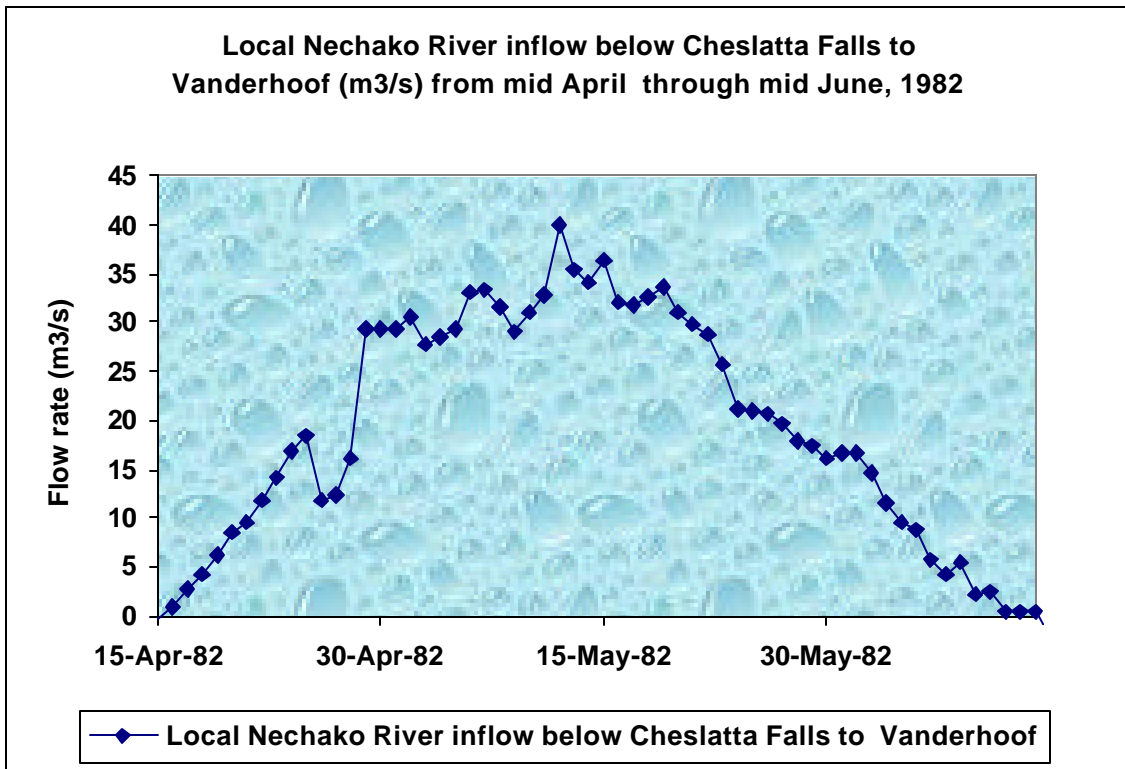 Local Nechako River inflow below Cheslatta Falls to
Vanderhoof (m3/s) from mid April through mid June, 1982
Flow rate (m3/s)
45
40
35
30
25
20
15
10
5
0
15-Apr-82 30-Apr-82 15-May-82 30-May-82
Local Nechako River inflow below Cheslatta Falls to Vanderhoof